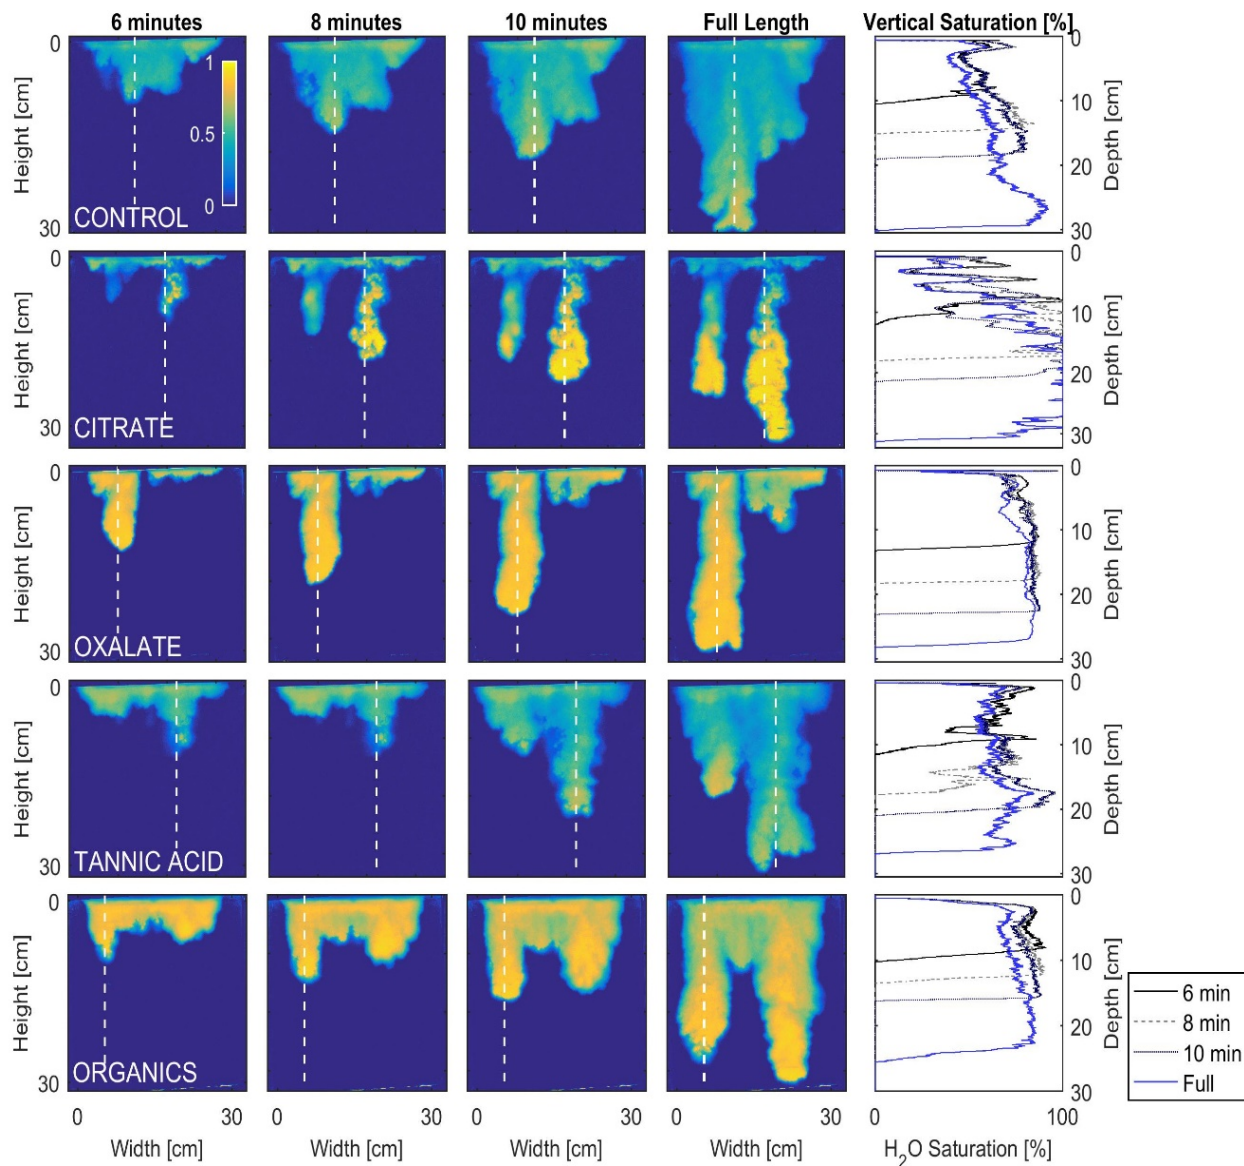 6 minutes 8 minutes 10 minutes Full Length Vertical Saturation [%]
0 1 0
Height [cm] 0.5 10 Depth [cm]
0 20
CONTROL
30 30
0 0
Height [cm] 10 Depth [cm]
20
CITRATE
30 30
0 0
Height [cm] 10 Depth [cm]
20
OXALATE
30 30
0 0
Height [cm] 10 Depth [cm]
20
TANNIC ACID
30 30
0 0
Height [cm] 10 Depth [cm]
20
ORGANICS
30 30
6 min
8 min
10 min
Full
0 30 0 30 0 30 0 30 0 100
Width [cm] Width [cm] Width [cm] Width [cm] H2O Saturation [%]